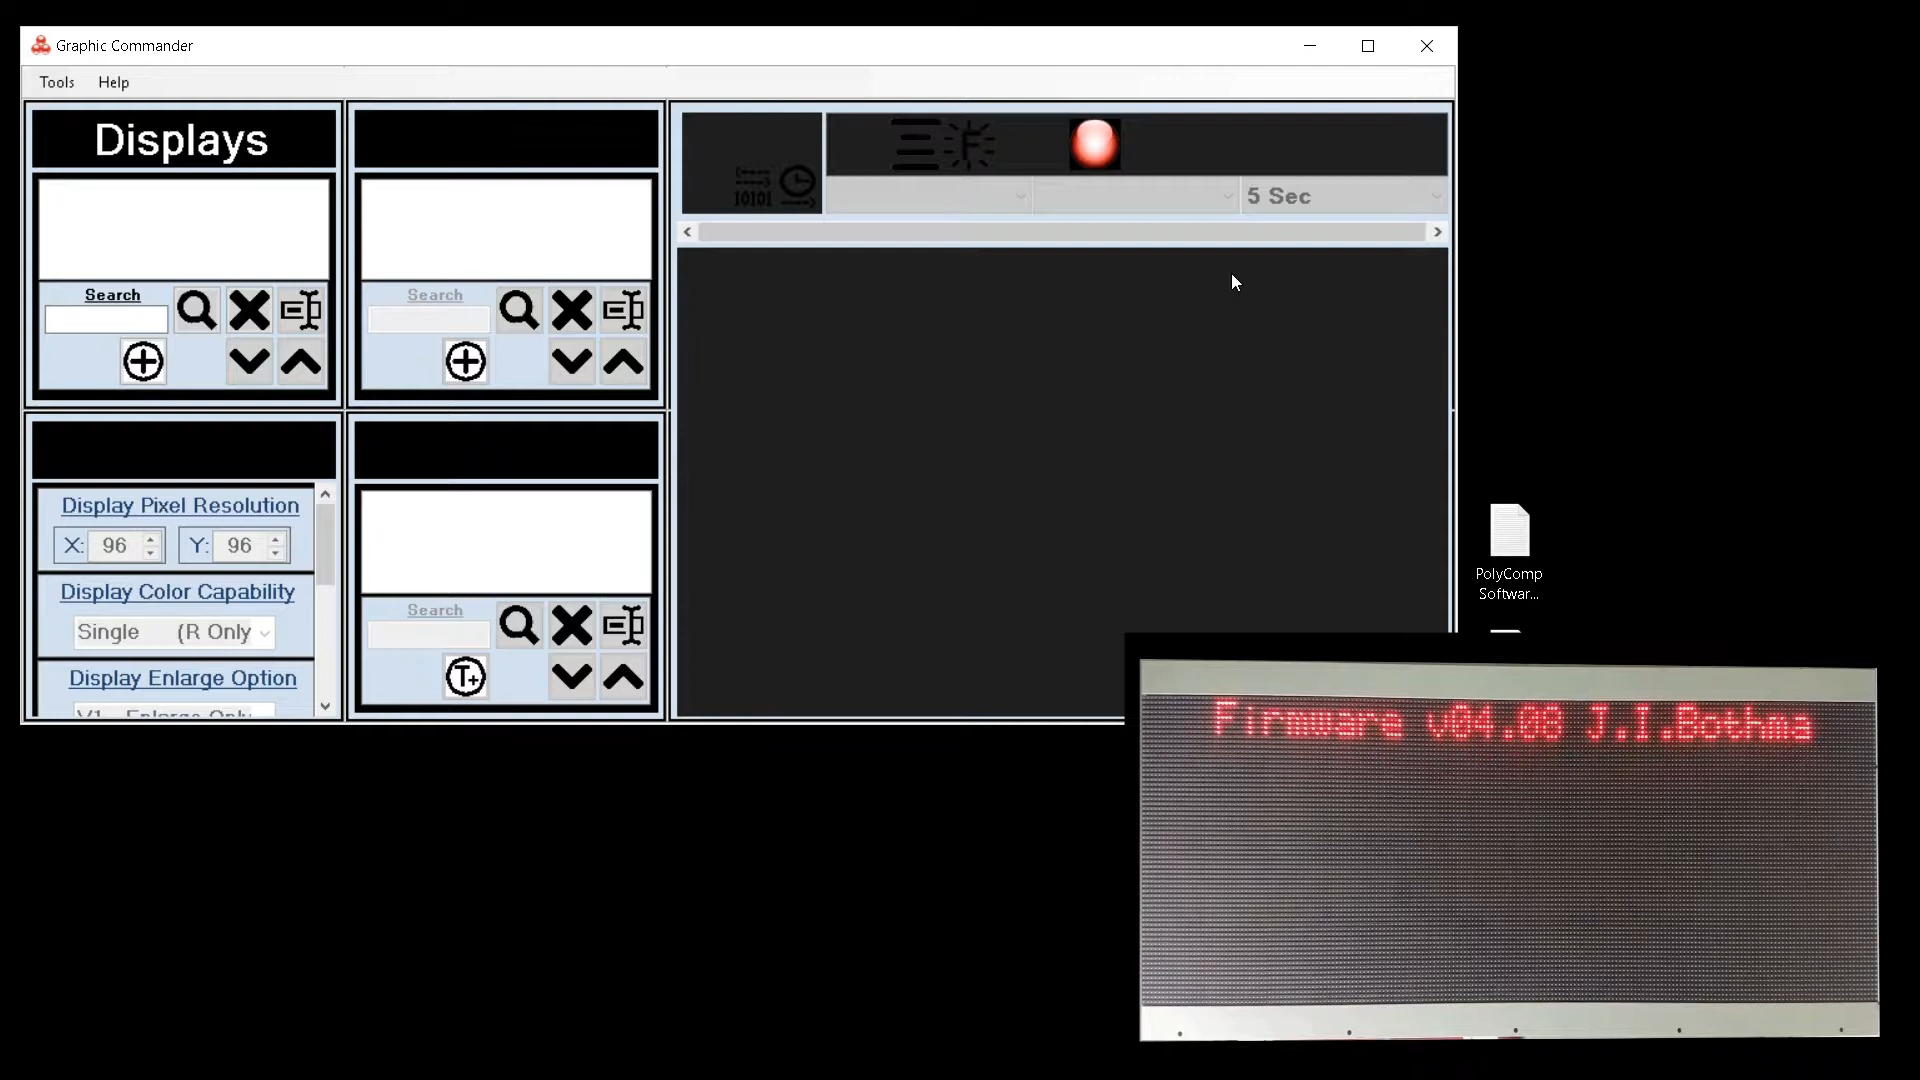 Graphic Commander
Tools Help
Displays
Search
Search
F
10101
5 Sec
Display Pixel Resolution
X: 96 Y: 96
Display Color Capability
Single (R Only
Display Enlarge Option
Search
T+
PolyComp
Softwar...
Firmware v04.08 J.I.Bothma